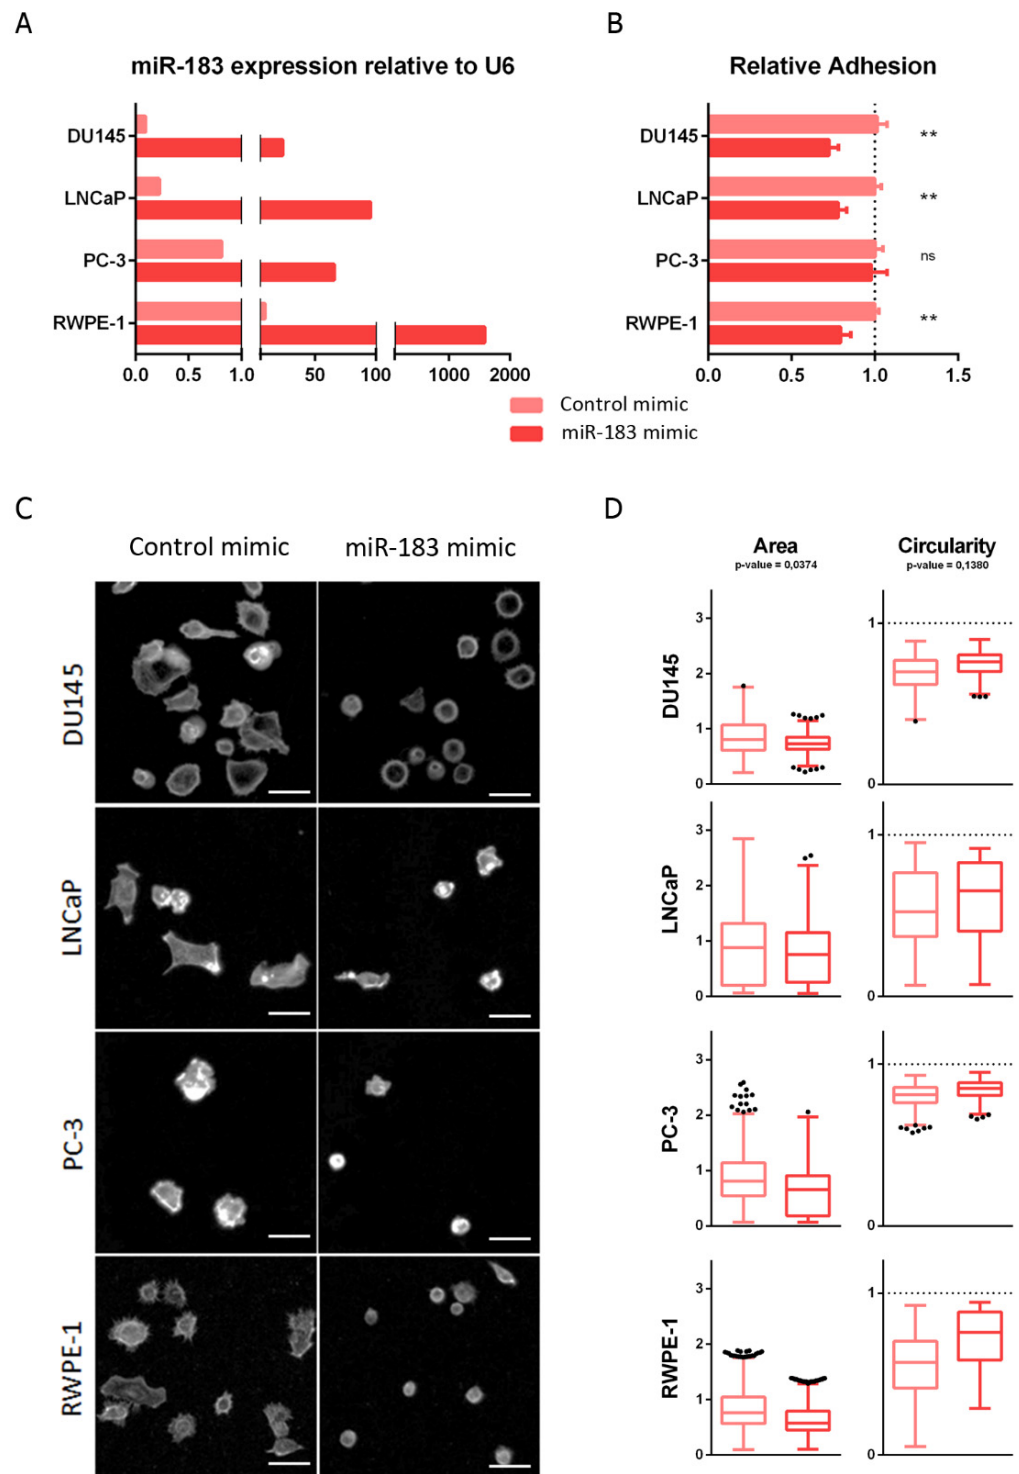 A
B
miR-183 expression relative to U6
Relative Adhesion
DU145
LNCaP
PC-3
RWPE-1
0.0 0.5 1.0 50 100 1000 2000
DU145
**
LNCaP
**
PC-3
ns
RWPE-1
**
0.0 0.5 1.0 1.5
Control mimic
miR-183 mimic
C
D
Control mimic
miR-183 mimic
DU145
LNCaP
PC-3
RWPE-1
Area
p-value = 0,0374
Circularity
p-value = 0,1380
DU145
3
2
1
0
1
0
LNCaP
3
2
1
0
1
0
PC-3
3
2
1
0
1
0
RWPE-1
3
2
1
0
1
0